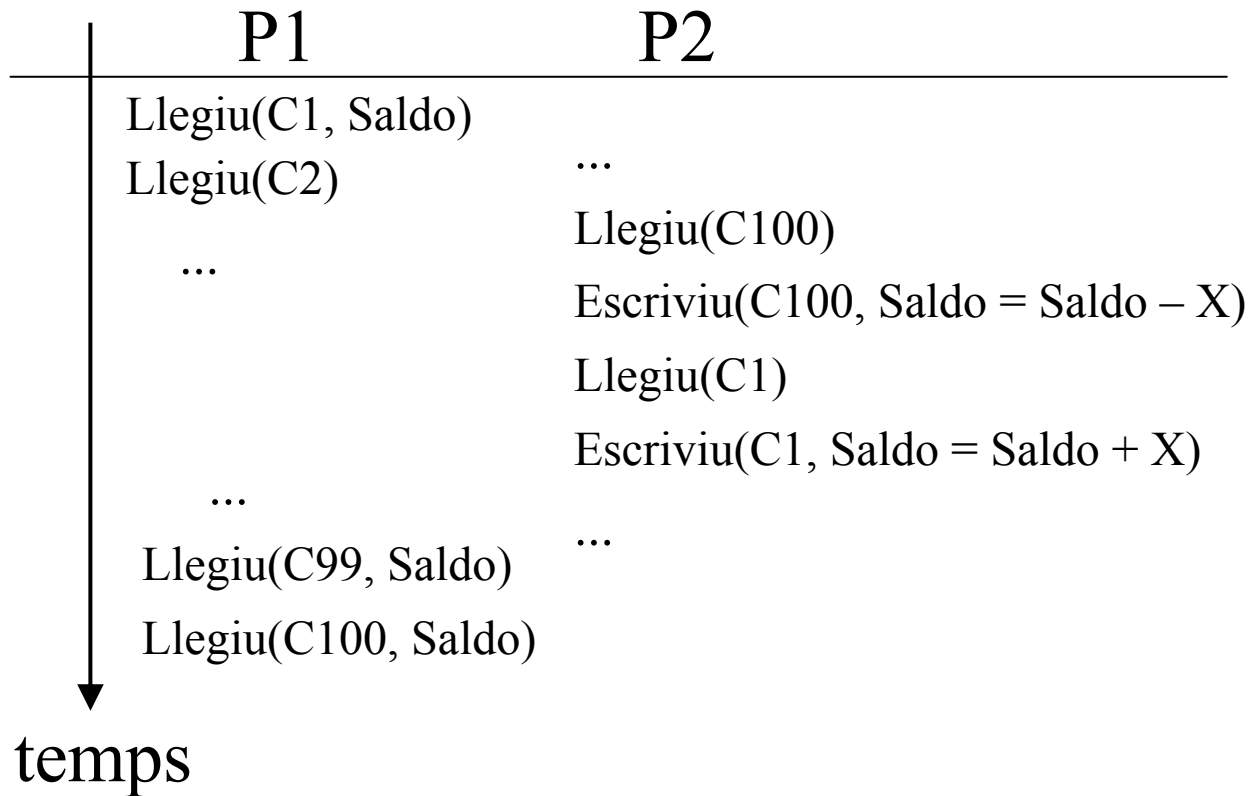 P1 P2
Llegiu(C1, Saldo)
...
Llegiu(C2)
Llegiu(C100)
...
Escriviu(C100, Saldo = Saldo – X)
Llegiu(C1)
Escriviu(C1, Saldo = Saldo + X)
...
...
Llegiu(C99, Saldo)
Llegiu(C100, Saldo)
temps